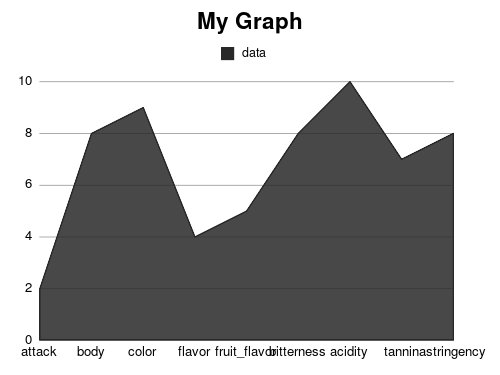 My Graph
data
10
8
6
4
2
0
attack body color flavor fruit_flavor bitterness acidity tannin astringency